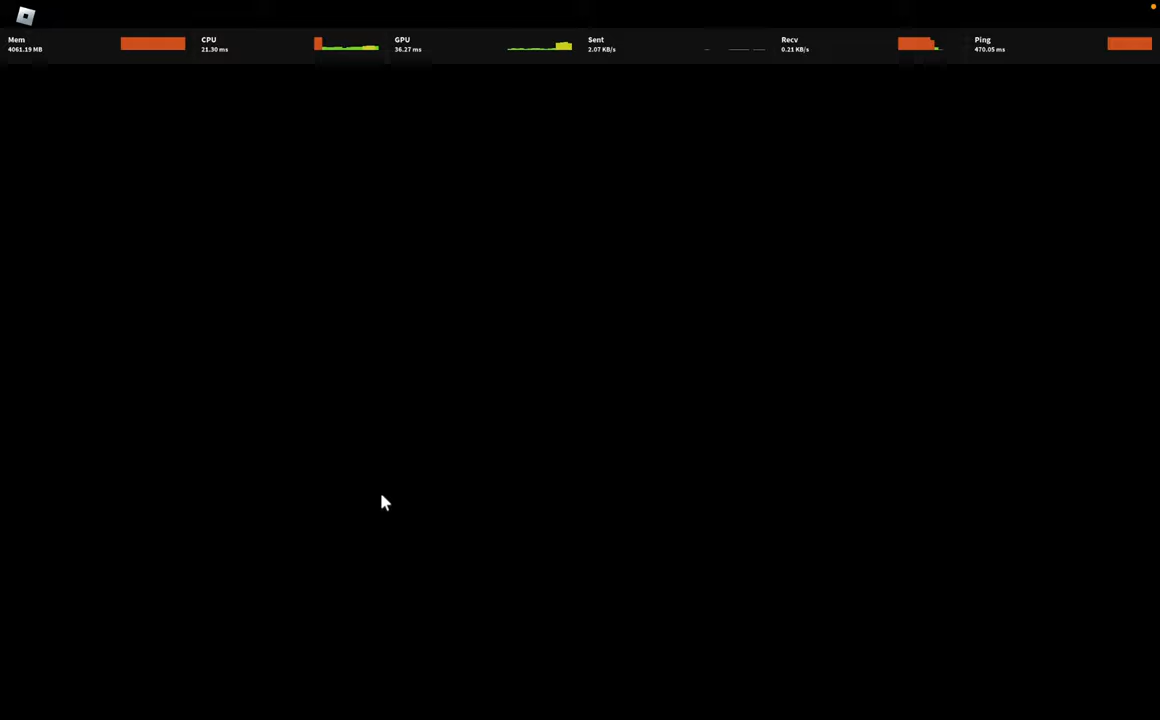 Mem
4061.19 MB
CPU
21.30 ms
GPU
36.27 ms
Sent
2.07 KB/s
Recv
0.21 KB/s
Ping
470.05 ms